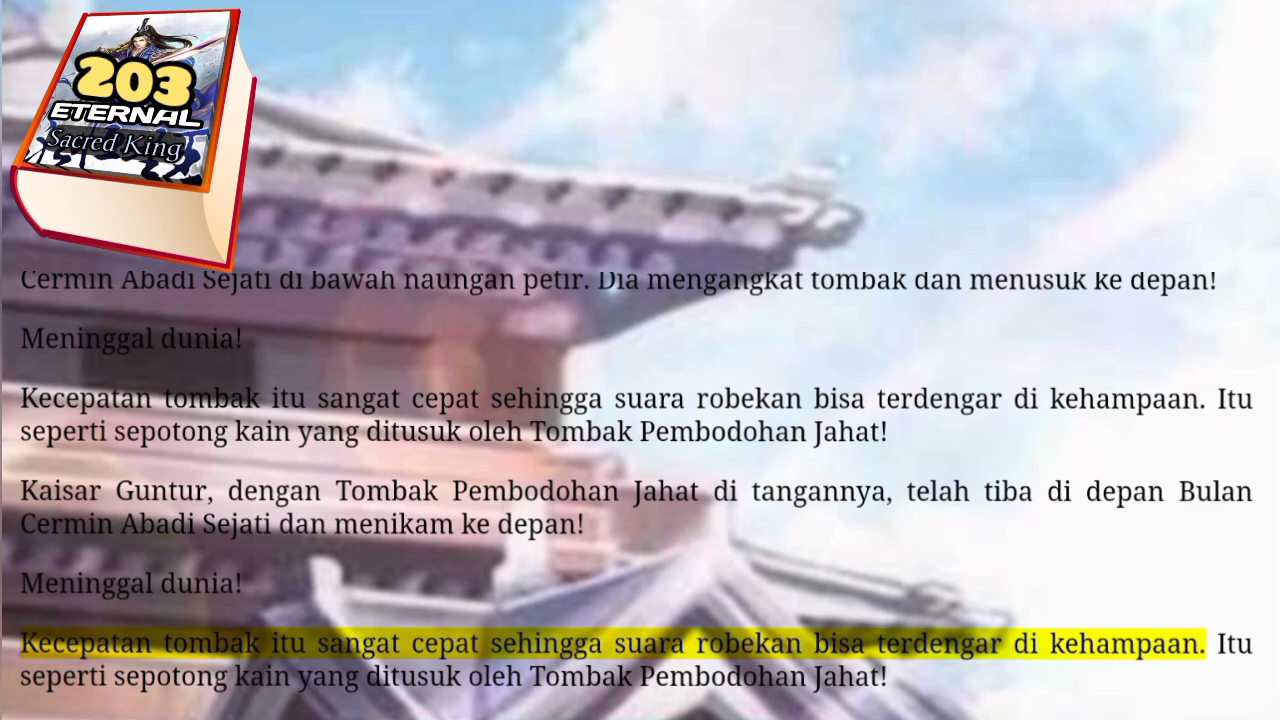 203
ETERNAL
Sacred King
Cermin Abadi Sejati di bawah naungan petir. Dia mengangkat tombak dan menusuk ke depan!
Meninggal dunia!
Kecepatan tombak itu sangat cepat sehingga suara robekan bisa terdengar di kehampaan. Itu
seperti sepotong kain yang ditusuk oleh Tombak Pembodohan Jahat!
Kaisar Guntur, dengan Tombak Pembodohan Jahat di tangannya, telah tiba di depan Bulan
Cermin Abadi Sejati dan menikam ke depan!
Meninggal dunia!
Kecepatan tombak itu sangat cepat sehingga suara robekan bisa terdengar di kehampaan. Itu
seperti sepotong kain yang ditusuk oleh Tombak Pembodohan Jahat!